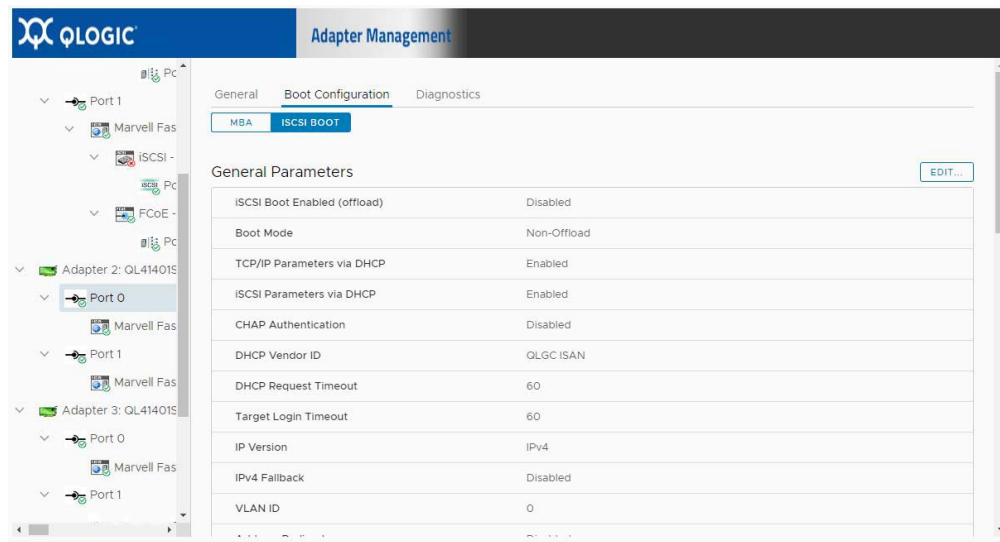 QLOGIC
Adapter Management
Po
Port 1
Marvell Fas
iSCSI -
iSCSI Po
FCoE -
Po
Adapter 2: QL41401S
Port 0
Marvell Fas
Port 1
Marvell Fas
Adapter 3: QL41401S
Port 0
Marvell Fas
Port 1
General Boot Configuration Diagnostics
MBA ISCSI BOOT
General Parameters EDIT...
iSCSI Boot Enabled (offload) Disabled
Boot Mode Non-Offload
TCP/IP Parameters via DHCP Enabled
iSCSI Parameters via DHCP Enabled
CHAP Authentication Disabled
DHCP Vendor ID QLGC ISAN
DHCP Request Timeout 60
Target Login Timeout 60
IP Version IPv4
IPv4 Fallback Disabled
VLAN ID 0